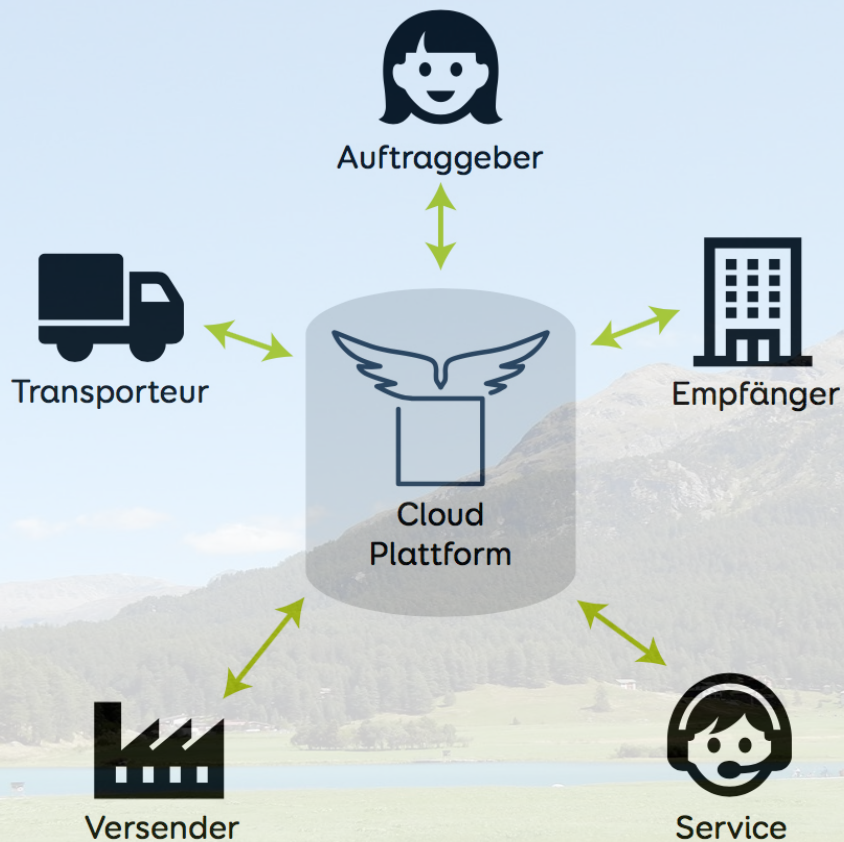 Auftraggeber
Transporteur
Empfänger
Cloud
Plattform
Versender
Service